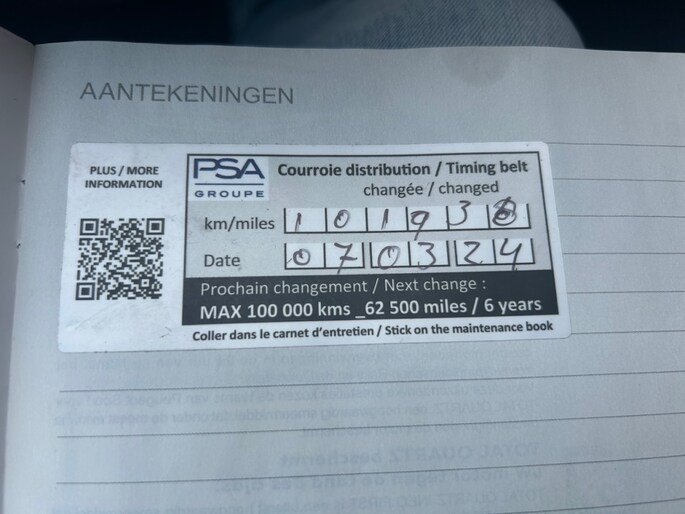 AANTEKENINGEN
PLUS / MORE
INFORMATION
PSA
GROUPE
Courroie distribution / Timing belt
changée / changed
km/miles 1 0 1 9 3 8
Date 0 7 0 3 2 4
Prochain changement / Next change :
MAX 100 000 kms _62 500 miles / 6 years
Coller dans le carnet d'entretien / Stick on the maintenance book